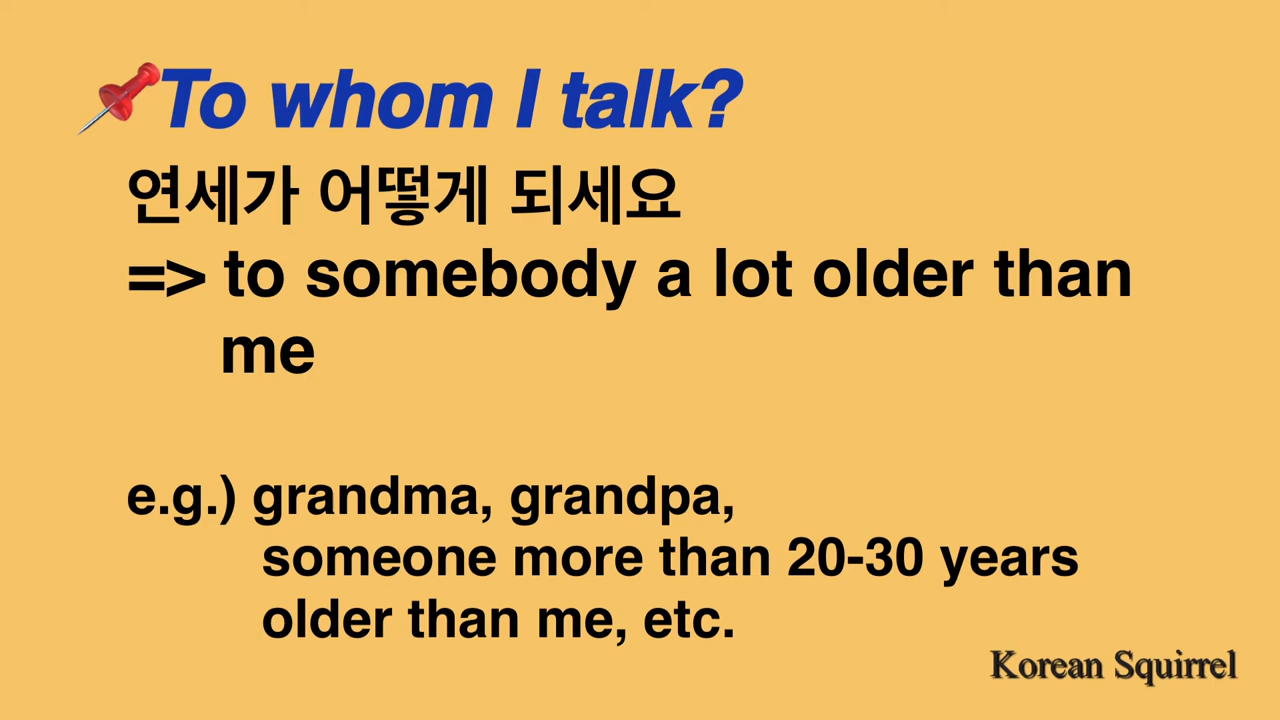 To whom I talk?
연세가 어떻게 되세요
=> to somebody a lot older than
me
e.g.) grandma, grandpa,
someone more than 20-30 years
older than me, etc.
Korean Squirrel